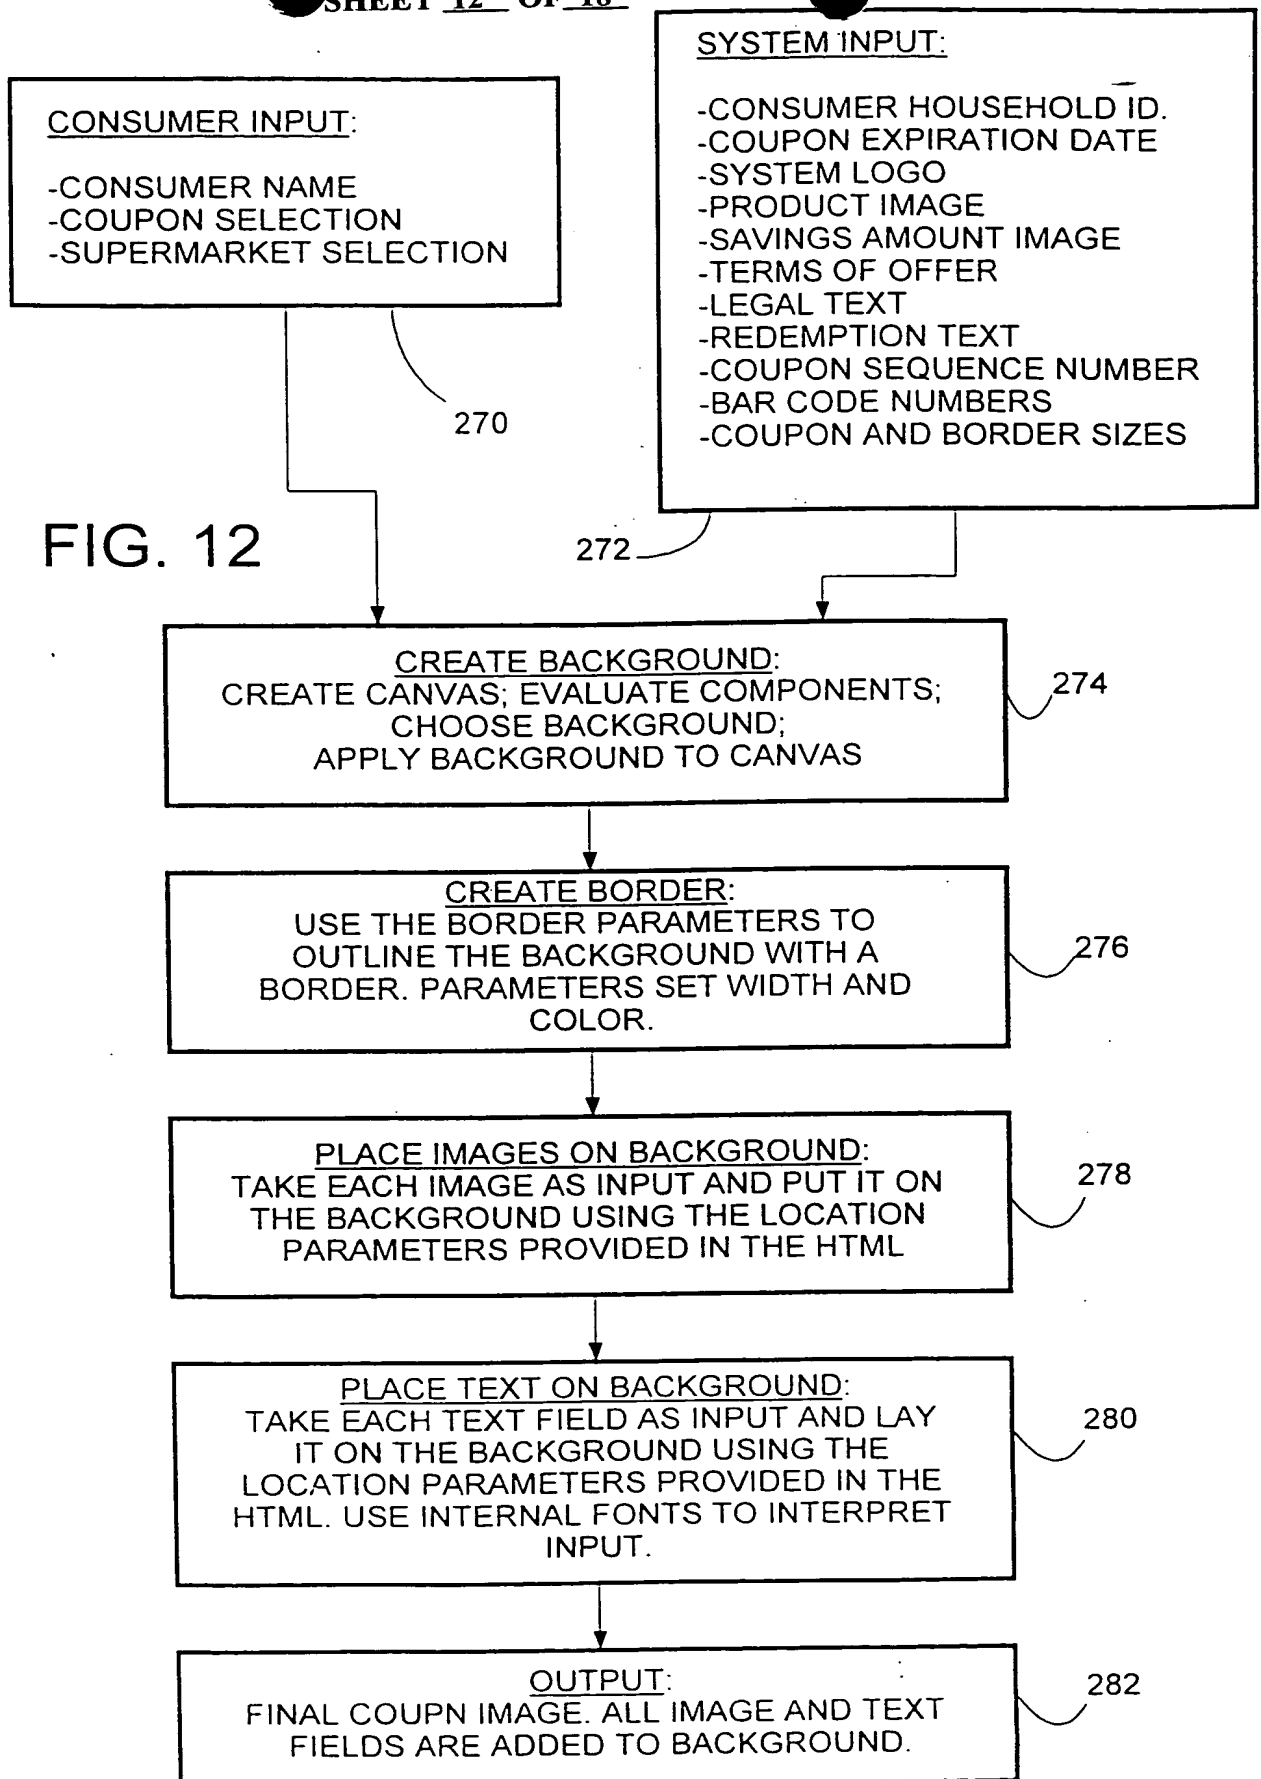 SHEET 12 OF 18
CONSUMER INPUT:
-CONSUMER NAME
-COUPON SELECTION
-SUPERMARKET SELECTION
270
SYSTEM INPUT:
-CONSUMER HOUSEHOLD ID.
-COUPON EXPIRATION DATE
-SYSTEM LOGO
-PRODUCT IMAGE
-SAVINGS AMOUNT IMAGE
-TERMS OF OFFER
-LEGAL TEXT
-REDEMPTION TEXT
-COUPON SEQUENCE NUMBER
-BAR CODE NUMBERS
-COUPON AND BORDER SIZES
272
FIG. 12
CREATE BACKGROUND:
CREATE CANVAS; EVALUATE COMPONENTS;
CHOOSE BACKGROUND;
APPLY BACKGROUND TO CANVAS
274
CREATE BORDER:
USE THE BORDER PARAMETERS TO
OUTLINE THE BACKGROUND WITH A
BORDER. PARAMETERS SET WIDTH AND
COLOR.
276
PLACE IMAGES ON BACKGROUND:
TAKE EACH IMAGE AS INPUT AND PUT IT ON
THE BACKGROUND USING THE LOCATION
PARAMETERS PROVIDED IN THE HTML
278
PLACE TEXT ON BACKGROUND:
TAKE EACH TEXT FIELD AS INPUT AND LAY
IT ON THE BACKGROUND USING THE
LOCATION PARAMETERS PROVIDED IN THE
HTML. USE INTERNAL FONTS TO INTERPRET
INPUT.
280
OUTPUT:
FINAL COUPN IMAGE. ALL IMAGE AND TEXT
FIELDS ARE ADDED TO BACKGROUND.
282